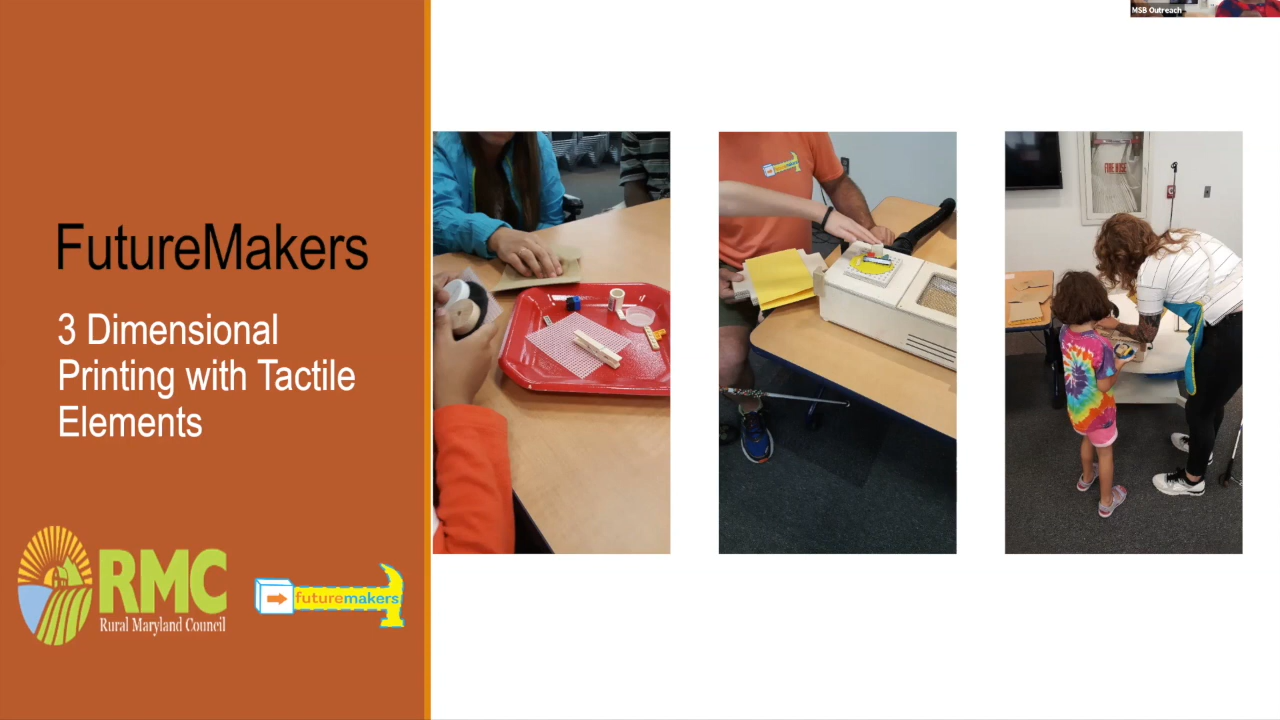 MSB Outreach
FutureMakers
3 Dimensional
Printing with Tactile
Elements
RMC
Rural Maryland Council
futuremakers
FIRE HOSE